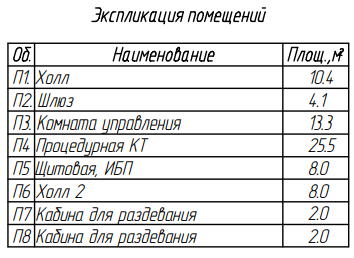 Экспликация помещений
Об. Наименование Площ.,м²
П1. Холл 10.4
П2. Шлюз 4.1
П3. Комната управления 13.3
П4 Процедурная КТ 25.5
П5 Щитовая, ИБП 8.0
П6 Холл 2 8.0
П7 Кабина для раздевания 2.0
П8 Кабина для раздевания 2.0